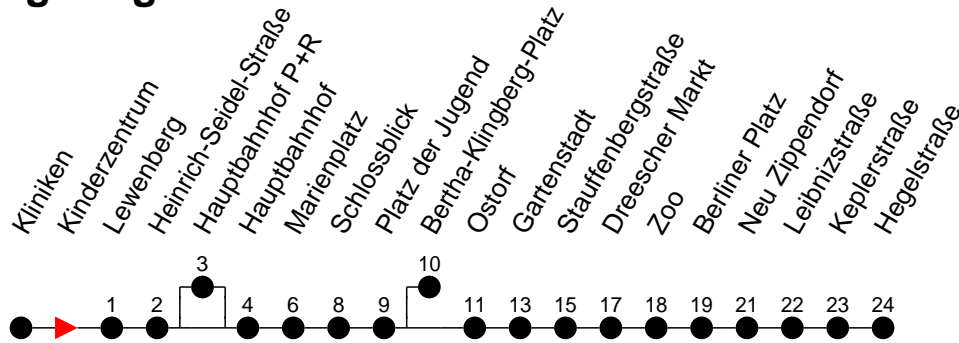 Kliniken
Kinderzentrum
Lewenberg
Heinrich-Seidel-Straße
Hauptbahnhof P+R
Hauptbahnhof
Marienplatz
Schlossblick
Platz der Jugend
Bertha-Klingberg-Platz
Ostorf
Gartenstadt
Stauffenbergstraße
Dreescher Markt
Zoo
Berliner Platz
Neu Zippendorf
Leibnizstraße
Keplerstraße
Hegelstraße
3 10
1 2 4 6 8 9 11 13 15 17 18 19 21 22 23 24